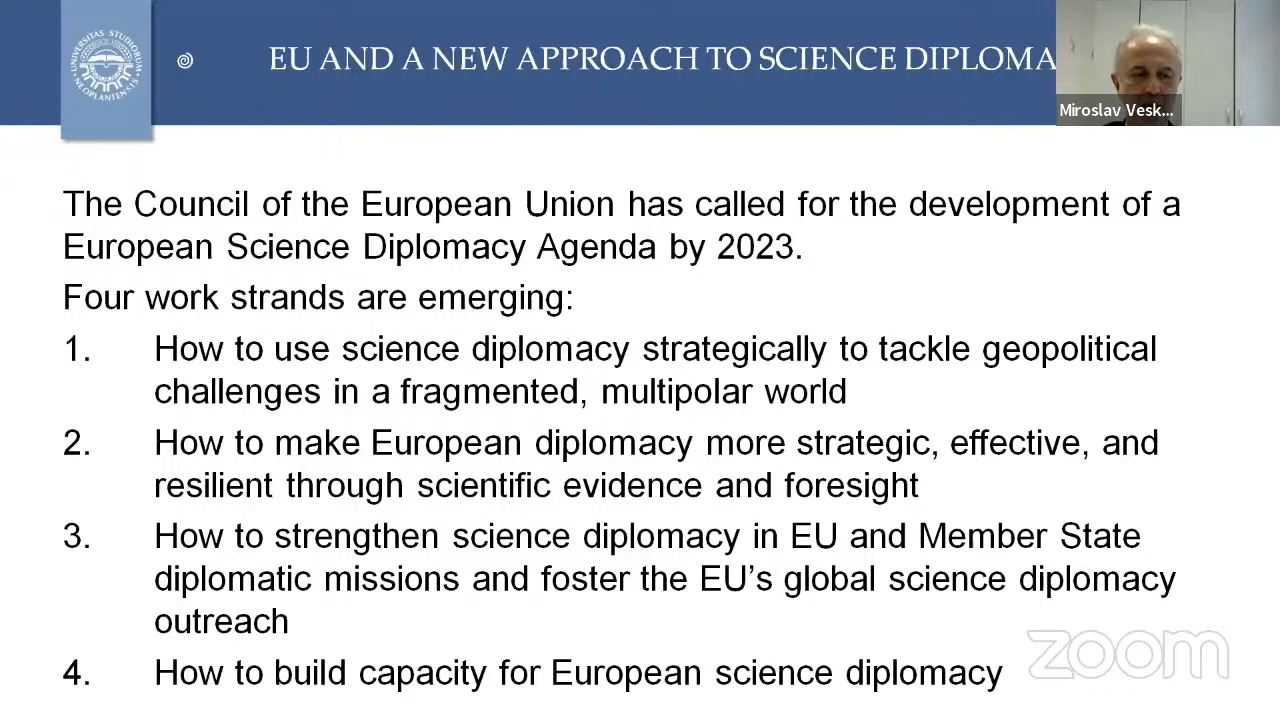 UNIVERSITAS STUDIORUM
NEOPLANTENSIS
EU AND A NEW APPROACH TO SCIENCE DIPLOMA
Miroslav Vesk...
The Council of the European Union has called for the development of a
European Science Diplomacy Agenda by 2023.
Four work strands are emerging:
1. How to use science diplomacy strategically to tackle geopolitical
challenges in a fragmented, multipolar world
2. How to make European diplomacy more strategic, effective, and
resilient through scientific evidence and foresight
3. How to strengthen science diplomacy in EU and Member State
diplomatic missions and foster the EU’s global science diplomacy
outreach
4. How to build capacity for European science diplomacy
zoom